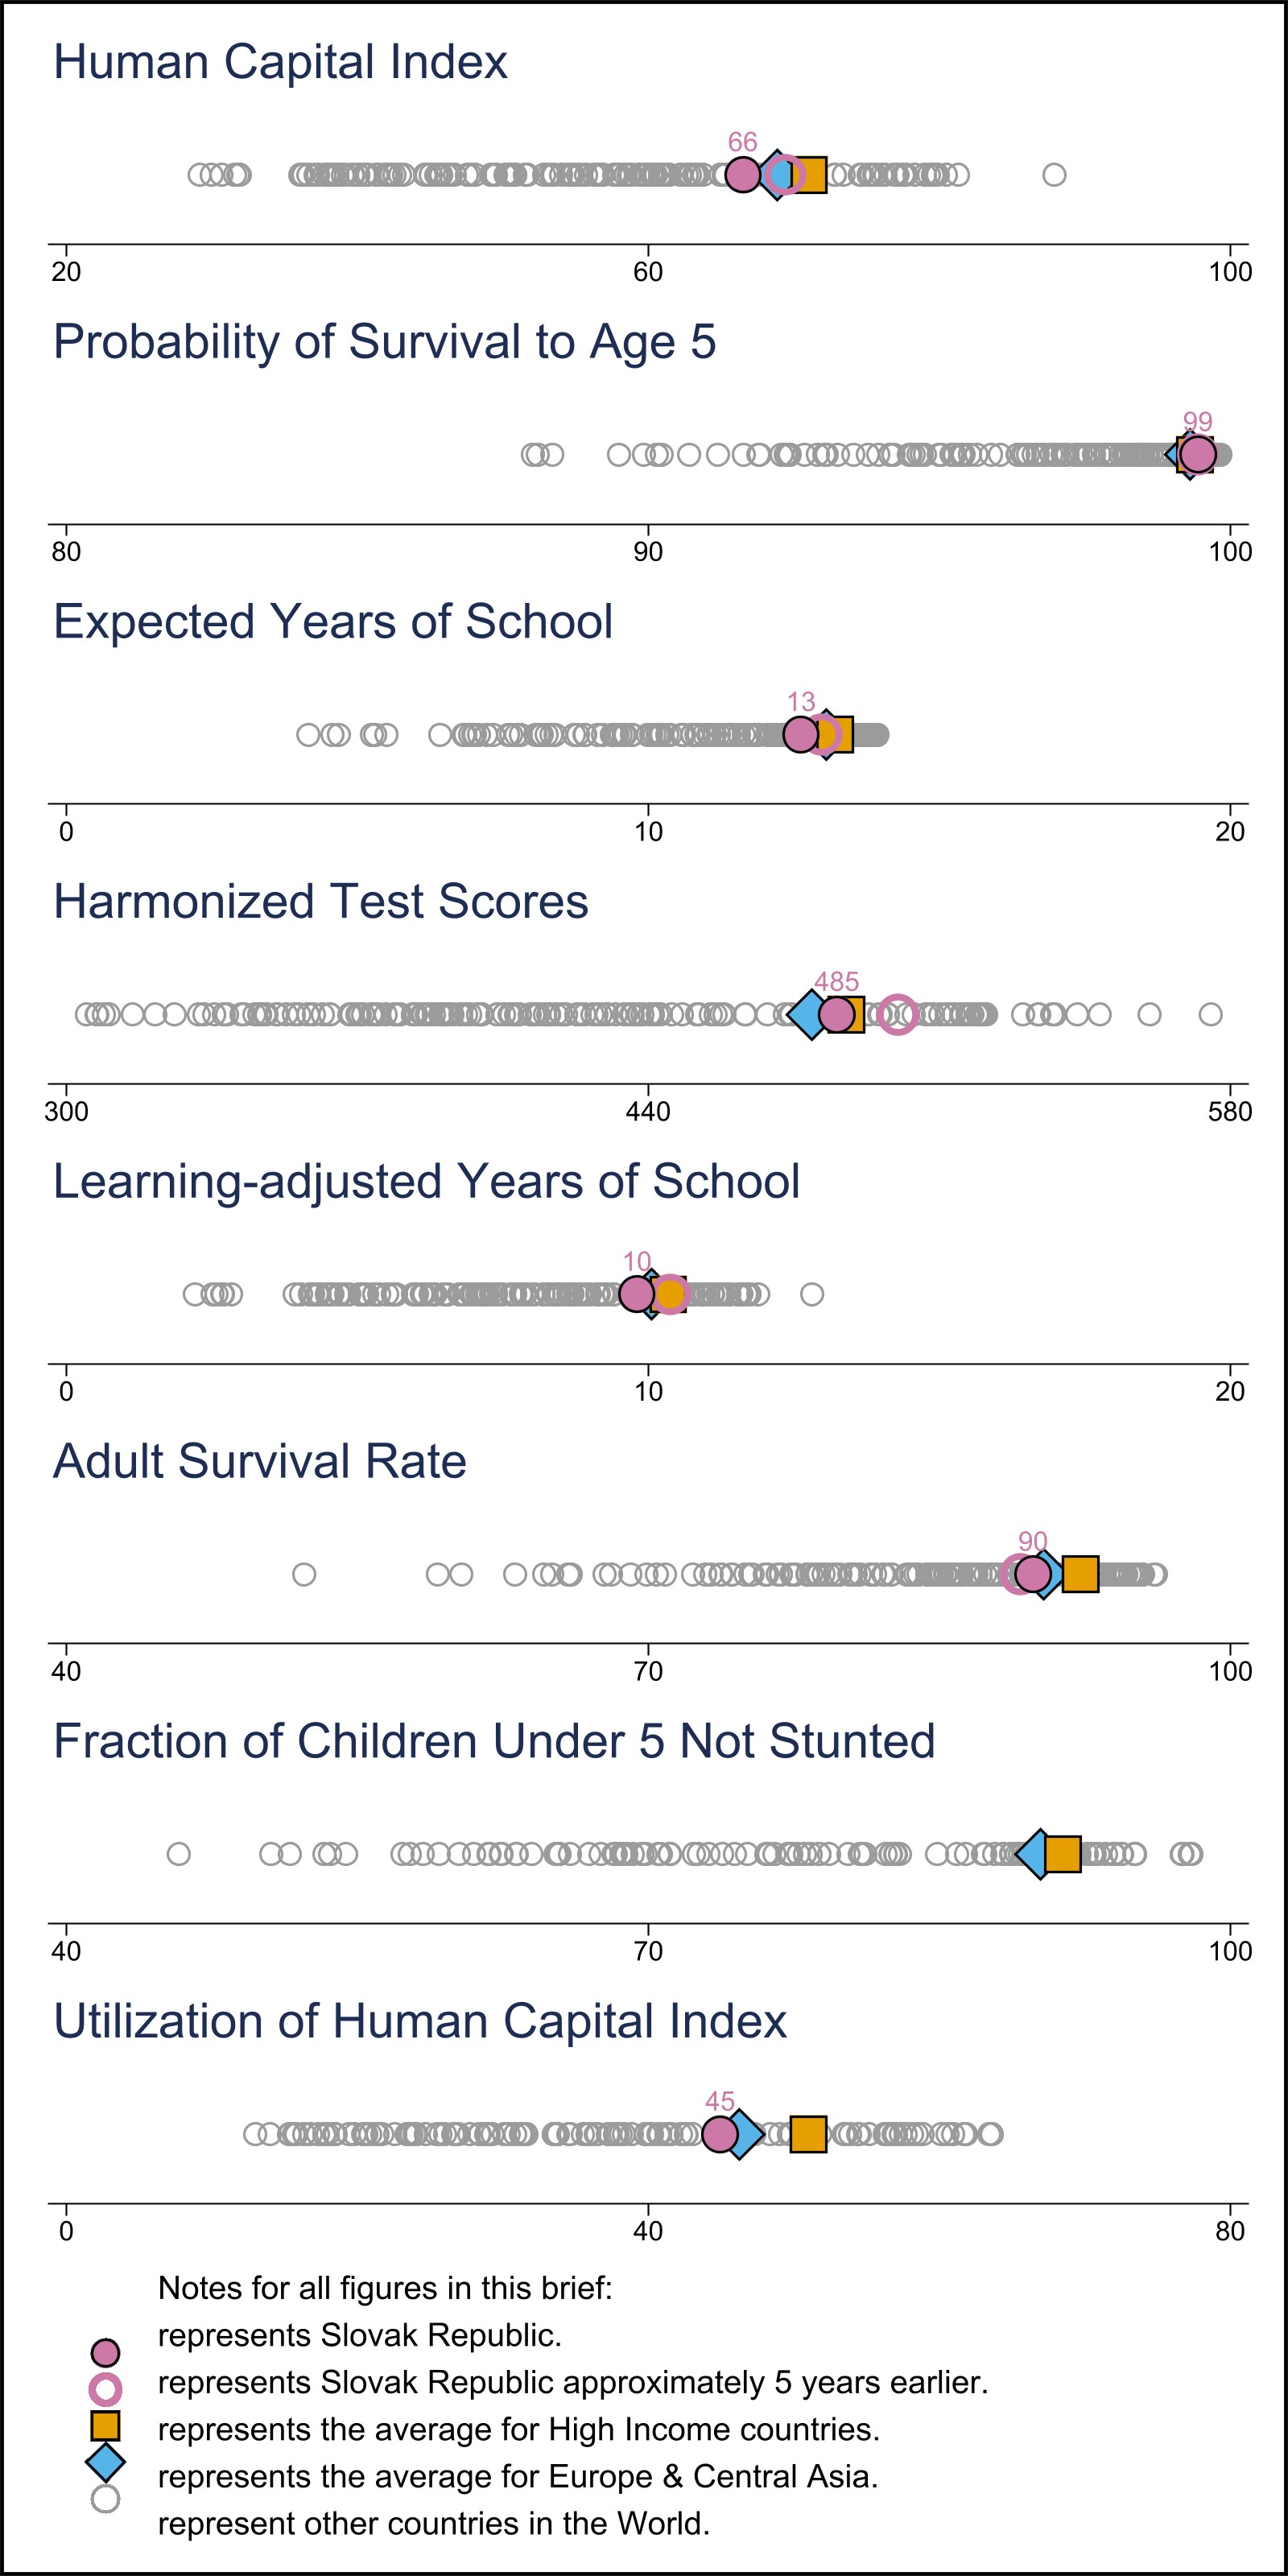 Human Capital Index
66
20 60 100
Probability of Survival to Age 5
99
80 90 100
Expected Years of School
13
0 10 20
Harmonized Test Scores
485
300 440 580
Learning-adjusted Years of School
10
0 10 20
Adult Survival Rate
90
40 70 100
Fraction of Children Under 5 Not Stunted
40 70 100
Utilization of Human Capital Index
45
0 40 80
Notes for all figures in this brief:
represents Slovak Republic.
represents Slovak Republic approximately 5 years earlier.
represents the average for High Income countries.
represents the average for Europe & Central Asia.
represent other countries in the World.